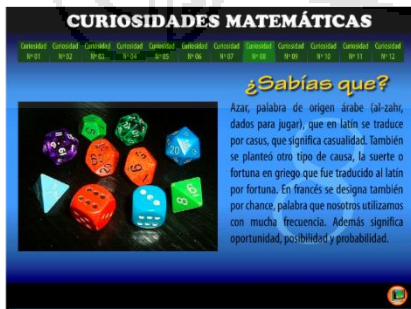 CURIOSIDADES MATEMÁTICAS
Curiosidad Curiosidad Curiosidad Curiosidad Curiosidad Curiosidad Curiosidad Curiosidad Curiosidad Curiosidad Curiosidad Curiosidad
Nº 01 Nº 02 Nº 03 Nº 04 Nº 05 Nº 06 Nº 07 Nº 08 Nº 09 Nº 10 Nº 11 Nº 12
¿Sabías que?
Azar, palabra de origen árabe (al-zahr,
dados para jugar), que en latín se traduce
por casus, que significa casualidad. También
se planteó otro tipo de causa, la suerte o
fortuna en griego que fue traducido al latín
por fortuna. En francés se designa también
por chance, palabra que nosotros utilizamos
con mucha frecuencia. Además significa
oportunidad, posibilidad y probabilidad.